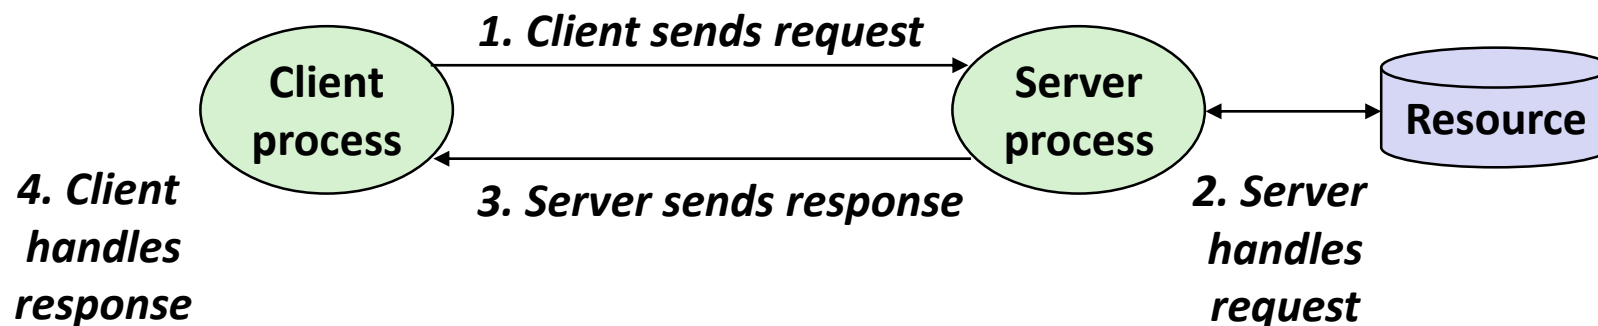 1. Client sends request
Client
process
Server
process
Resource
3. Server sends response
4. Client
handles
response
2. Server
handles
request